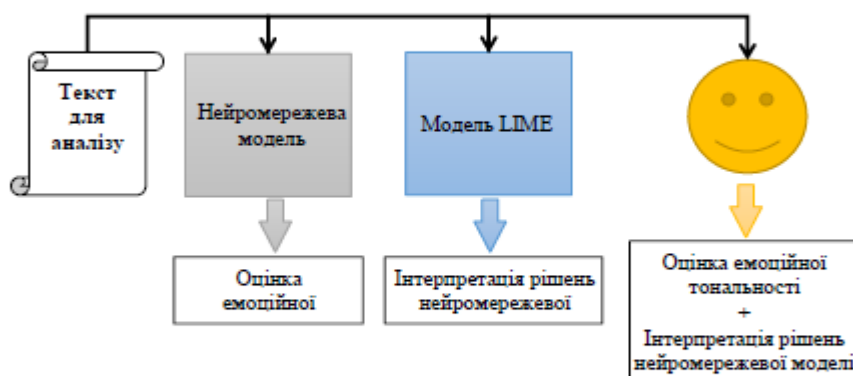 Текст
для
аналізу
Нейромережева
модель
Модель LIME
Оцінка
емоційної
Інтерпретація рішень
нейромережевої
Оцінка емоційної
тональності
+
Інтерпретація рішень
нейромережевої моделі